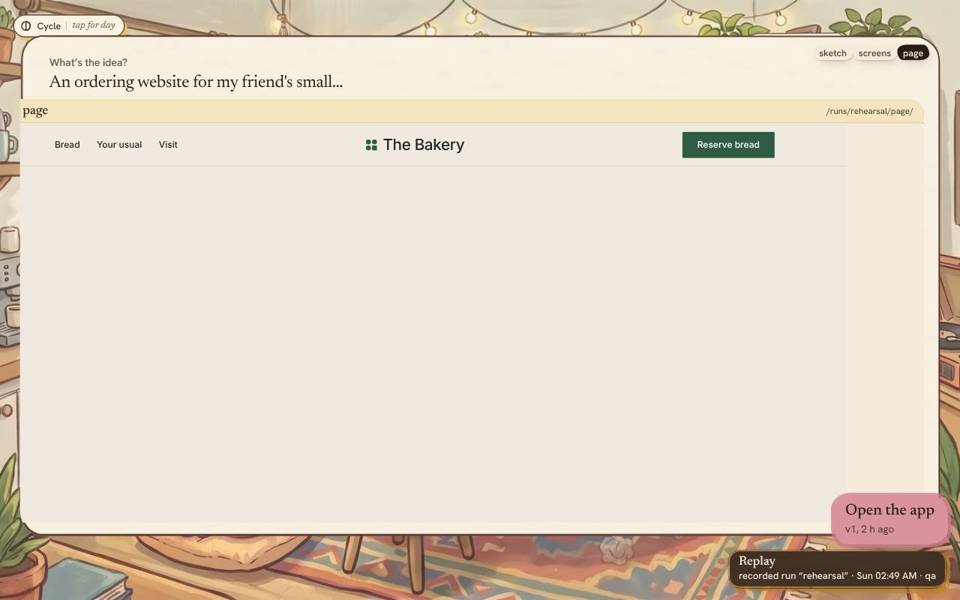 Cycle | tap for day
sketch screens page
What's the idea?
An ordering website for my friend's small...
page /runs/rehearsal/page/
Bread Your usual Visit The Bakery Reserve bread
Open the app
v1, 2 h ago
Replay
recorded run “rehearsal” · Sun 02:49 AM · qa